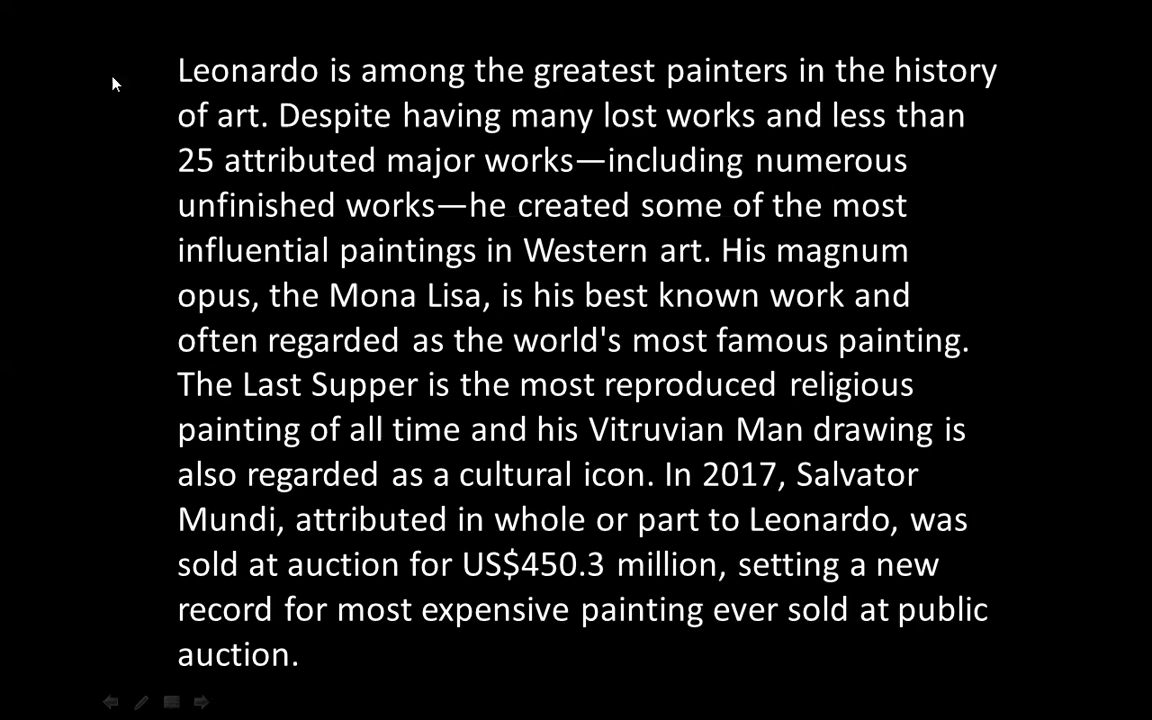 Leonardo is among the greatest painters in the history
of art. Despite having many lost works and less than
25 attributed major works—including numerous
unfinished works—he created some of the most
influential paintings in Western art. His magnum
opus, the Mona Lisa, is his best known work and
often regarded as the world's most famous painting.
The Last Supper is the most reproduced religious
painting of all time and his Vitruvian Man drawing is
also regarded as a cultural icon. In 2017, Salvator
Mundi, attributed in whole or part to Leonardo, was
sold at auction for US$450.3 million, setting a new
record for most expensive painting ever sold at public
auction.